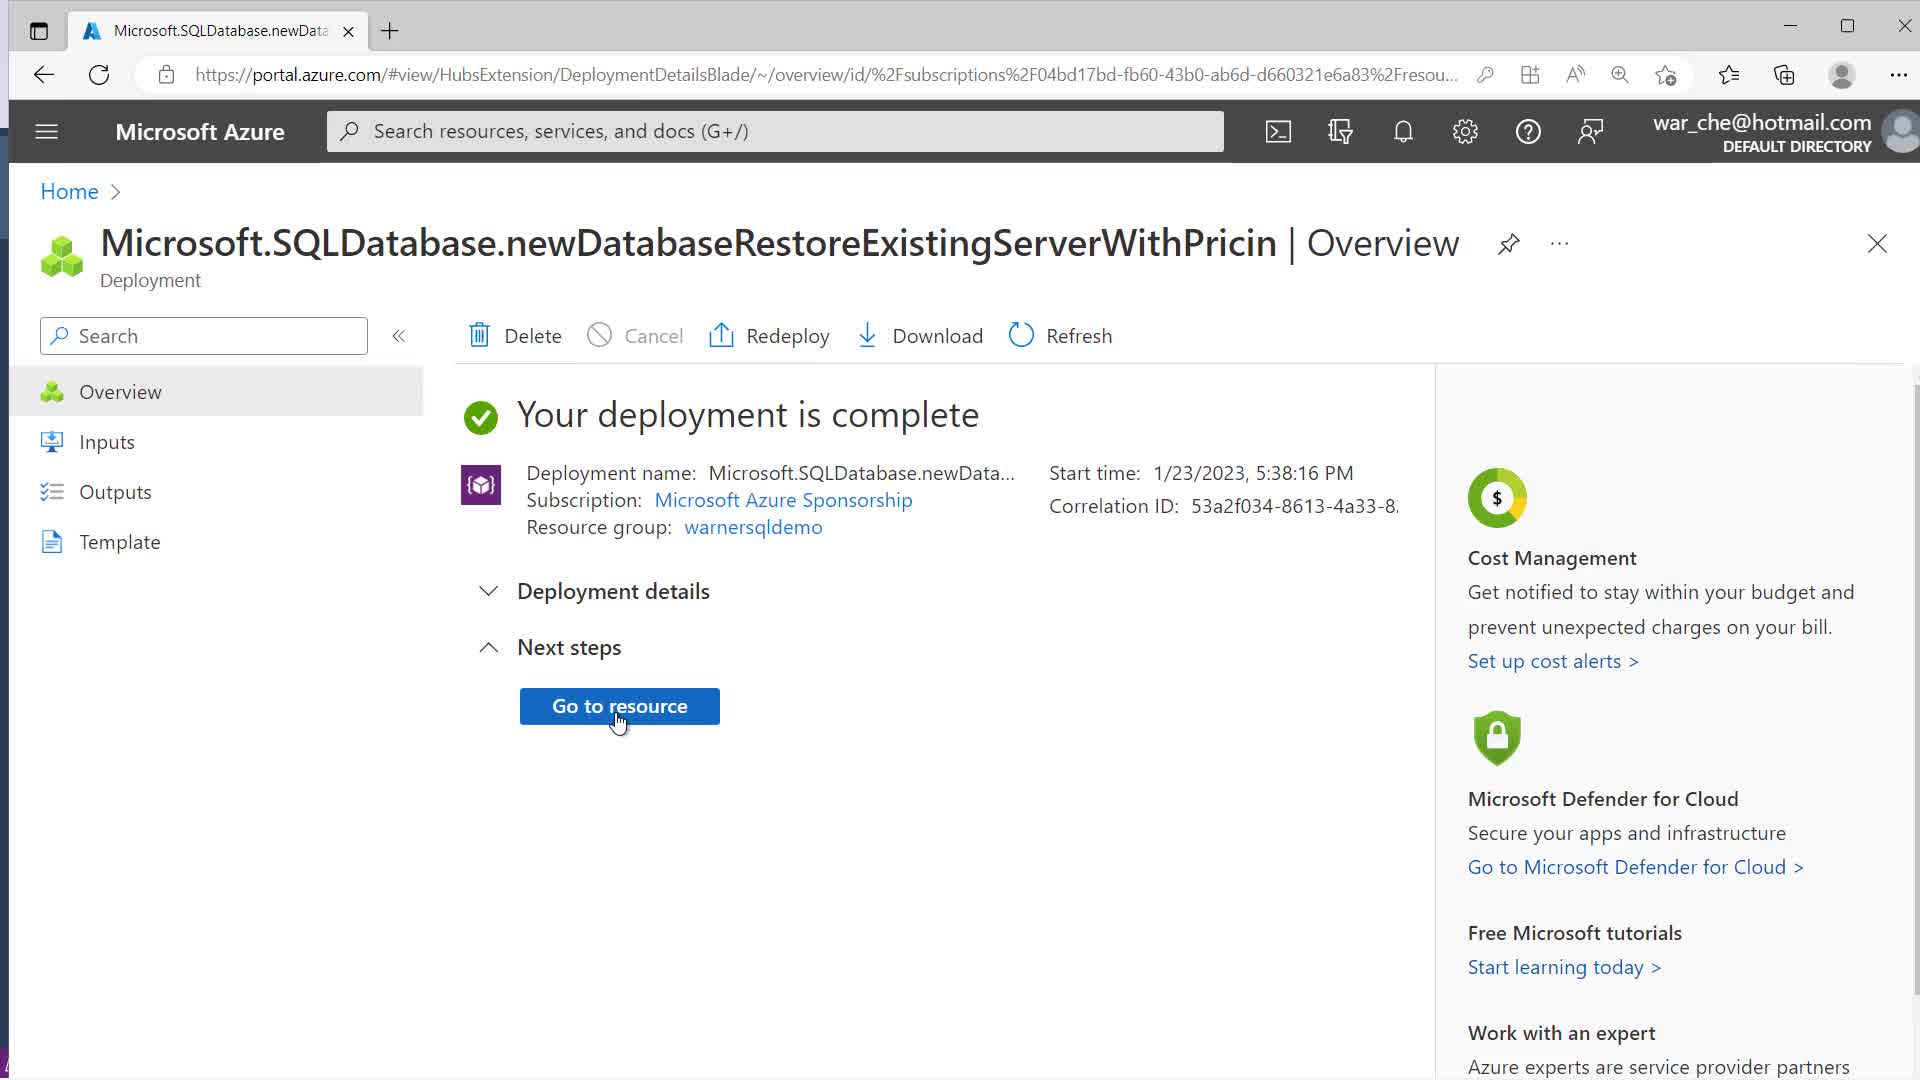 Microsoft.SQLDatabase.newData
https://portal.azure.com/#view/HubsExtension/DeploymentDetailsBlade/~/overview/id/%2Fsubscriptions%2F04bd17bd-fb60-43b0-ab6d-d660321e6a83%2Fresou...
Microsoft Azure
Search resources, services, and docs (G+/)
war_che@hotmail.com
DEFAULT DIRECTORY
Home >
Microsoft.SQLDatabase.newDatabaseRestoreExistingServerWithPricin | Overview
Deployment
Search
Delete
Cancel
Redeploy
Download
Refresh
Overview
Inputs
Outputs
Template
Your deployment is complete
Deployment name: Microsoft.SQLDatabase.newData...
Subscription: Microsoft Azure Sponsorship
Resource group: warnersqldemo
Start time: 1/23/2023, 5:38:16 PM
Correlation ID: 53a2f034-8613-4a33-8.
Deployment details
Next steps
Go to resource
Cost Management
Get notified to stay within your budget and
prevent unexpected charges on your bill.
Set up cost alerts >
Microsoft Defender for Cloud
Secure your apps and infrastructure
Go to Microsoft Defender for Cloud >
Free Microsoft tutorials
Start learning today >
Work with an expert
Azure experts are service provider partners